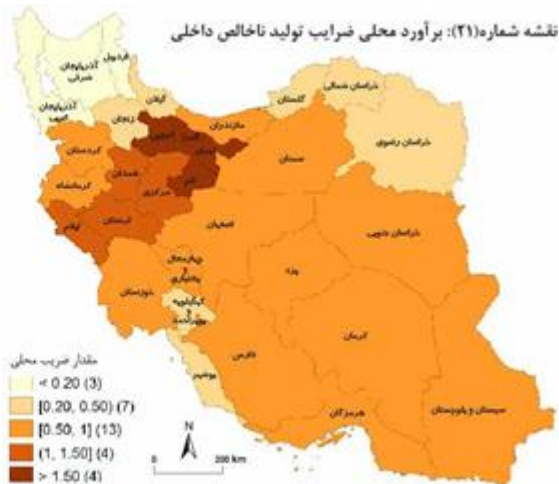 نقشه شماره(۲۱): برآورد محلی ضرایب تولید ناخالص داخلی
اردبیل
آذربایجان
شرقی
آذربایجان
غربی
گیلان
زنجان
کردستان
کرمانشاه
همدان
مرکزی
لرستان
ایلام
قم
مازندران
گلستان
خراسان شمالی
خراسان رضوی
سمنان
اصفهان
خراسان جنوبی
یزد
چهارمحال
بختیاری
خوزستان
کهگیلویه
بویراحمد
بوشهر
فارس
کرمان
هرمزگان
سیستان و بلوچستان
مقدار ضریب محلی
< 0.20 (3)
[0.20, 0.50) (7)
[0.50, 1] (13)
(1, 1.50] (4)
> 1.50 (4)
N
0 200 km